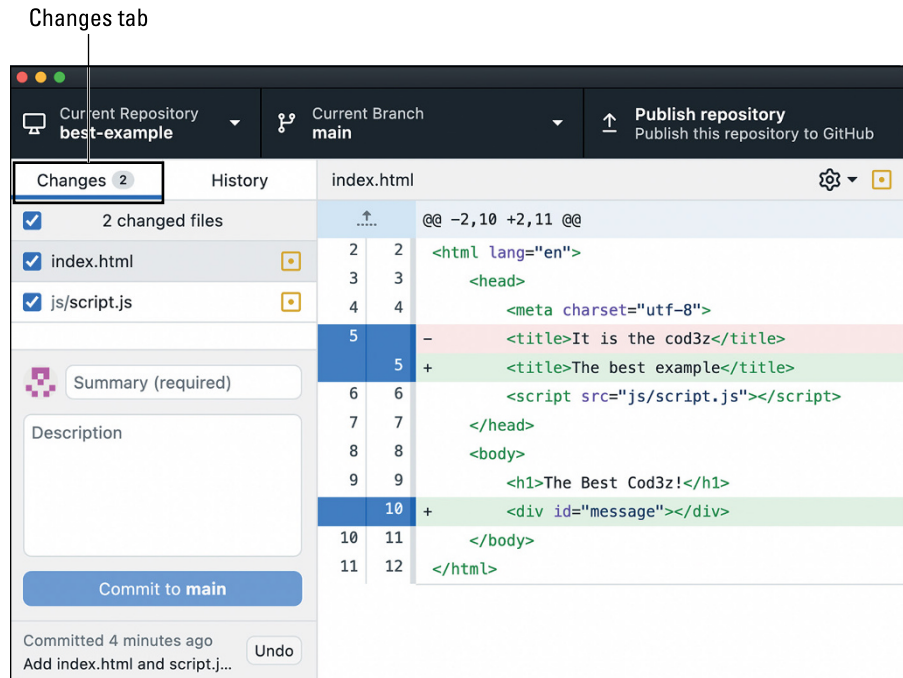 Changes tab
Current Repository
best-example
Current Branch
main
Publish repository
Publish this repository to GitHub
Changes 2
History
index.html
2 changed files
index.html
js/script.js
Summary (required)
Description
Commit to main
Committed 4 minutes ago
Add index.html and script.j...
Undo
@@ -2,10 +2,11 @@
2 2 <html lang="en">
3 3 <head>
4 4 <meta charset="utf-8">
5 - <title>It is the cod3z</title>
5 + <title>The best example</title>
6 6 <script src="js/script.js"></script>
7 7 </head>
8 8 <body>
9 9 <h1>The Best Cod3z!</h1>
10 + <div id="message"></div>
10 11 </body>
11 12 </html>